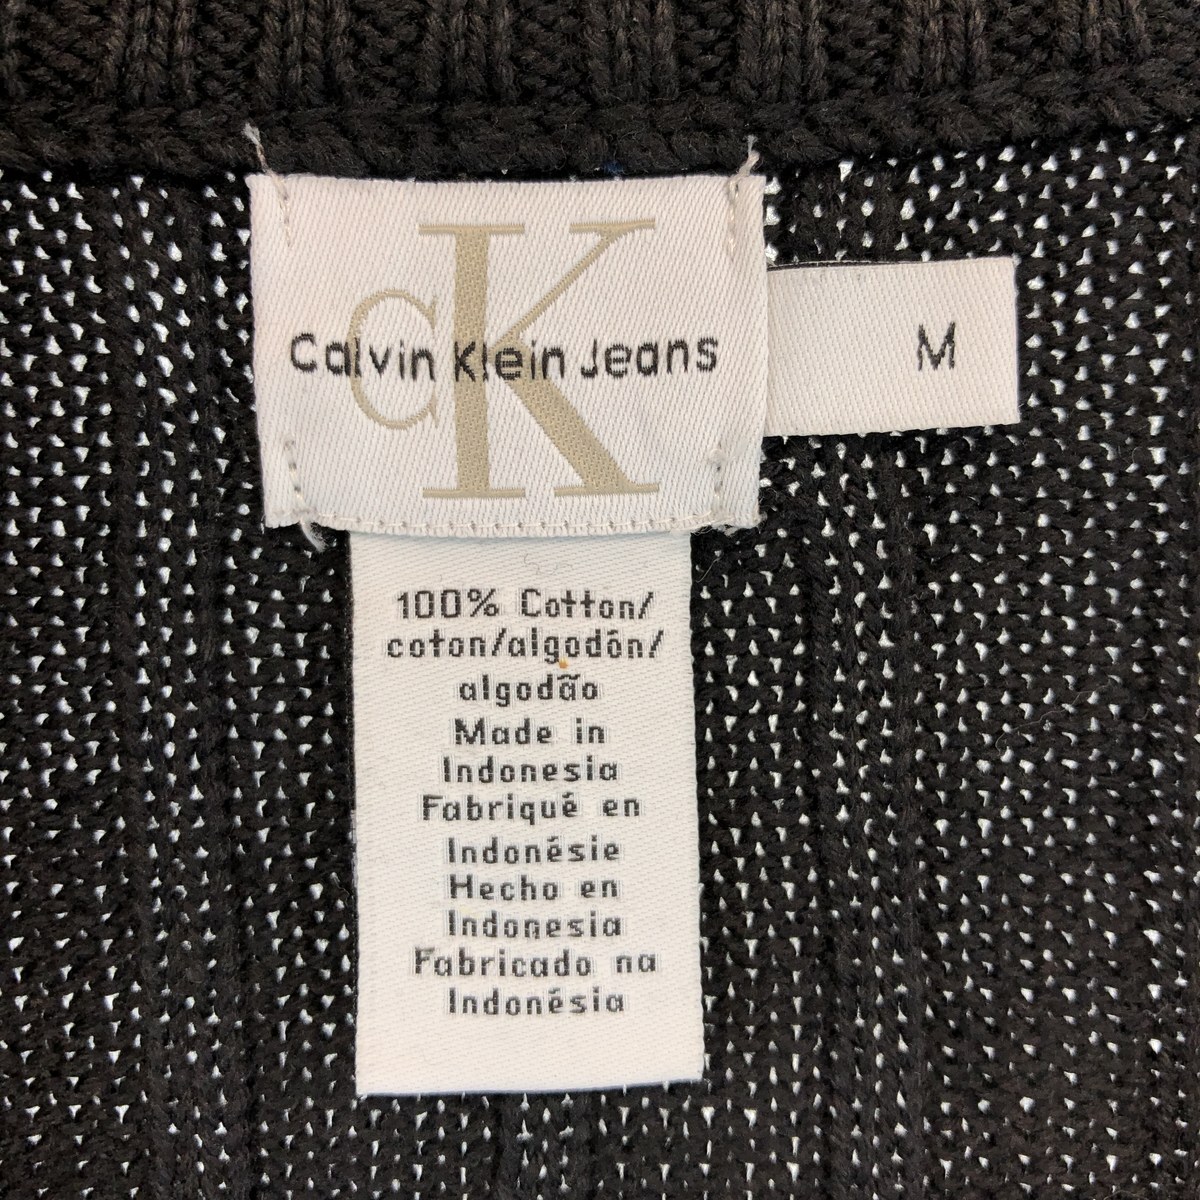 CK
Calvin Klein Jeans
M
100% Cotton/
coton/algodón/
algodão
Made in
Indonesia
Fabriqué en
Indonésie
Hecho en
Indonesia
Fabricado na
Indonésia